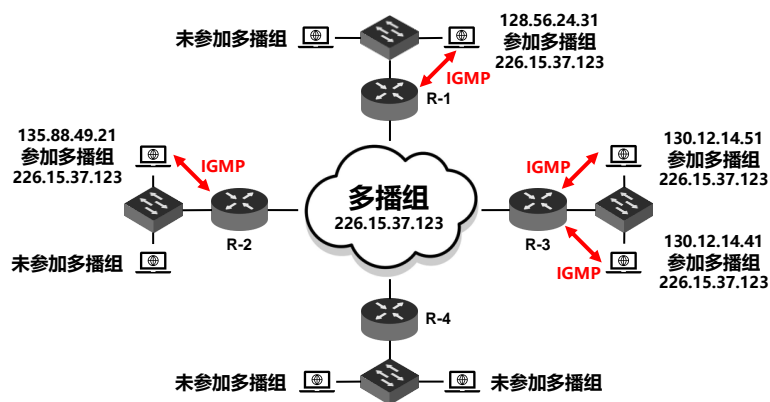 未参加多播组
128.56.24.31
参加多播组
226.15.37.123
IGMP
R-1
135.88.49.21
参加多播组
226.15.37.123
IGMP
R-2
未参加多播组
多播组
226.15.37.123
130.12.14.51
参加多播组
226.15.37.123
IGMP
R-3
IGMP
130.12.14.41
参加多播组
226.15.37.123
R-4
未参加多播组
未参加多播组